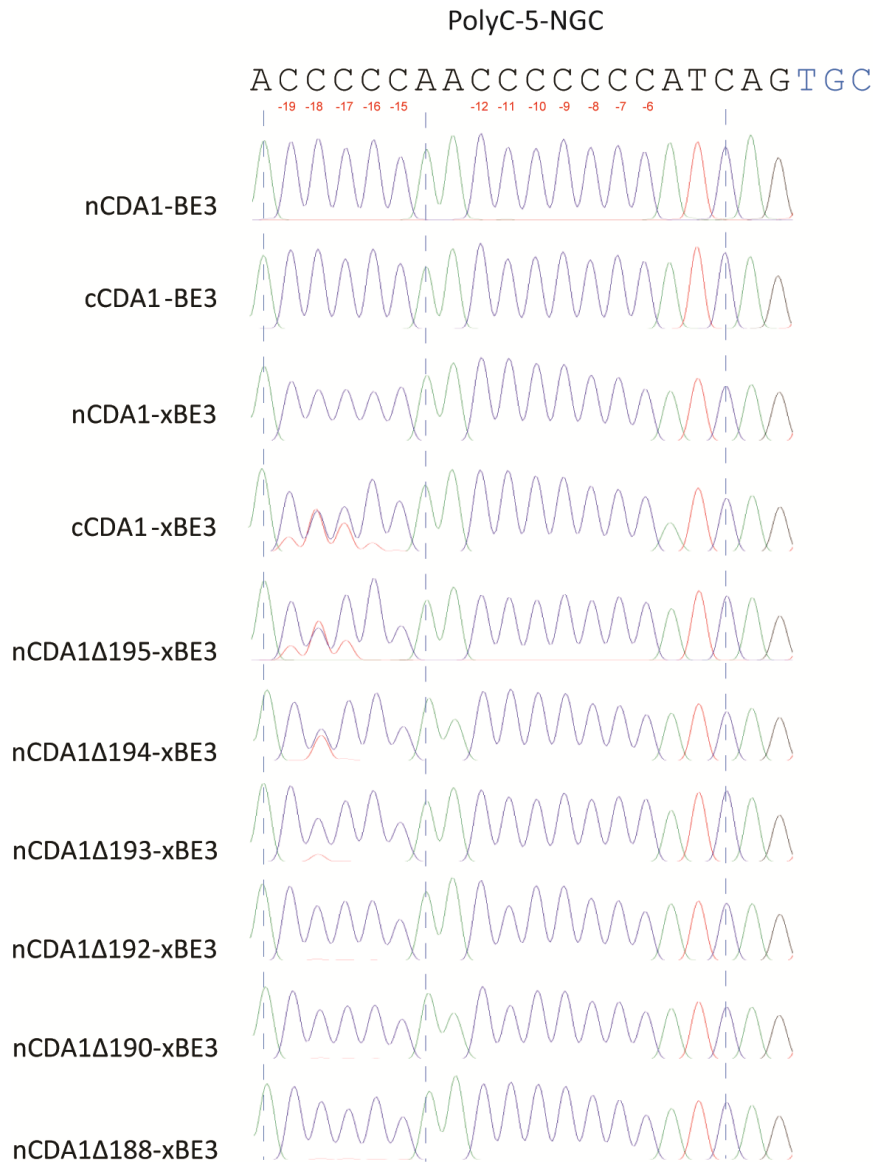 PolyC-5-NGC
ACCCCCAACCCCCCCATCAGTGC
-19 -18 -17 -16 -15 -12 -11 -10 -9 -8 -7 -6
nCDA1-BE3
cCDA1-BE3
nCDA1-xBE3
cCDA1-xBE3
nCDA1Δ195-xBE3
nCDA1Δ194-xBE3
nCDA1Δ193-xBE3
nCDA1Δ192-xBE3
nCDA1Δ190-xBE3
nCDA1Δ188-xBE3